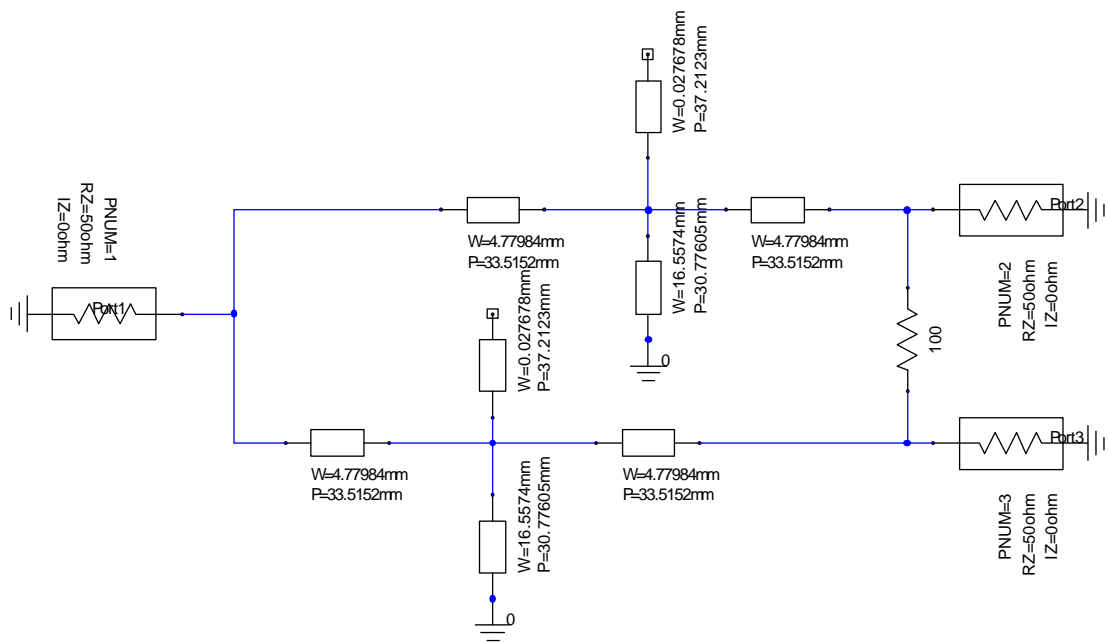 W=0.027678mm
P=37.2123mm
W=4.77984mm
P=33.5152mm
W=16.5574mm
P=30.77605mm
0
W=4.77984mm
P=33.5152mm
Port2
PNUM=2
RZ=50ohm
IZ=0ohm
PNUM=1
RZ=50ohm
IZ=0ohm
Port1
W=0.027678mm
P=37.2123mm
100
W=4.77984mm
P=33.5152mm
W=4.77984mm
P=33.5152mm
Port3
PNUM=3
RZ=50ohm
IZ=0ohm
W=16.5574mm
P=30.77605mm
0